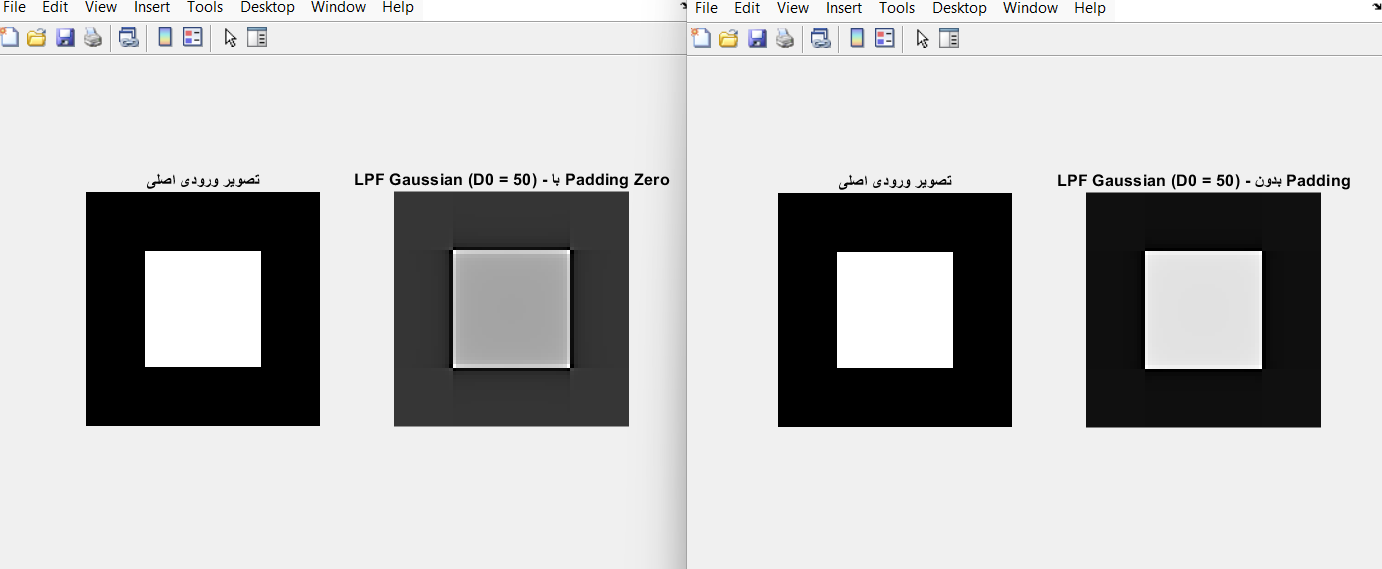 File Edit View Insert Tools Desktop Window Help
تصویر ورودی اصلی
LPF Gaussian (D0 = 50) - با Padding Zero
File Edit View Insert Tools Desktop Window Help
تصویر ورودی اصلی
LPF Gaussian (D0 = 50) - بدون Padding